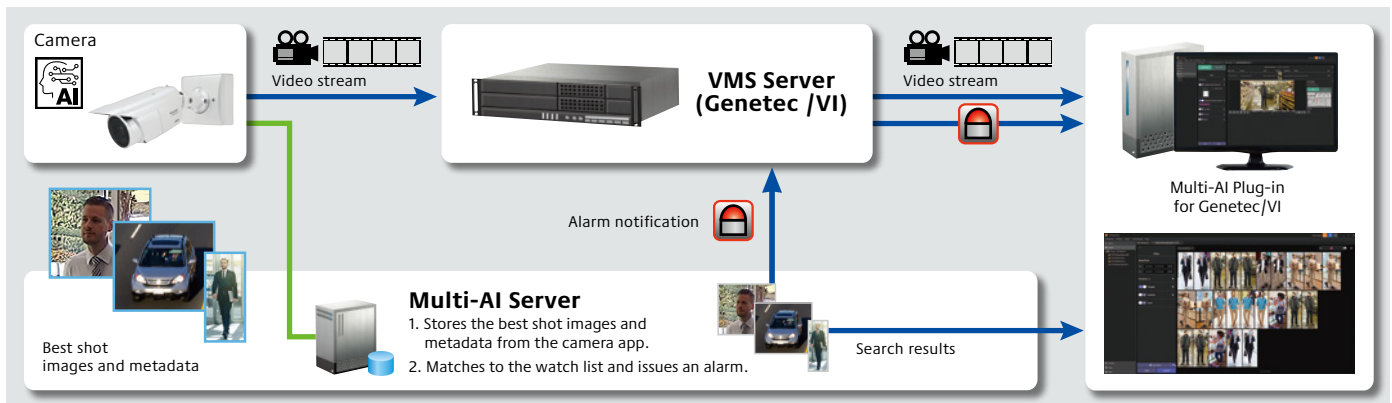 Camera
AI
Video stream
VMS Server
(Genetec /VI)
Video stream
Multi-AI Plug-in
for Genetec/VI
Alarm notification
Best shot
images and metadata
Multi-AI Server
1. Stores the best shot images and
metadata from the camera app.
2. Matches to the watch list and issues an alarm.
Search results